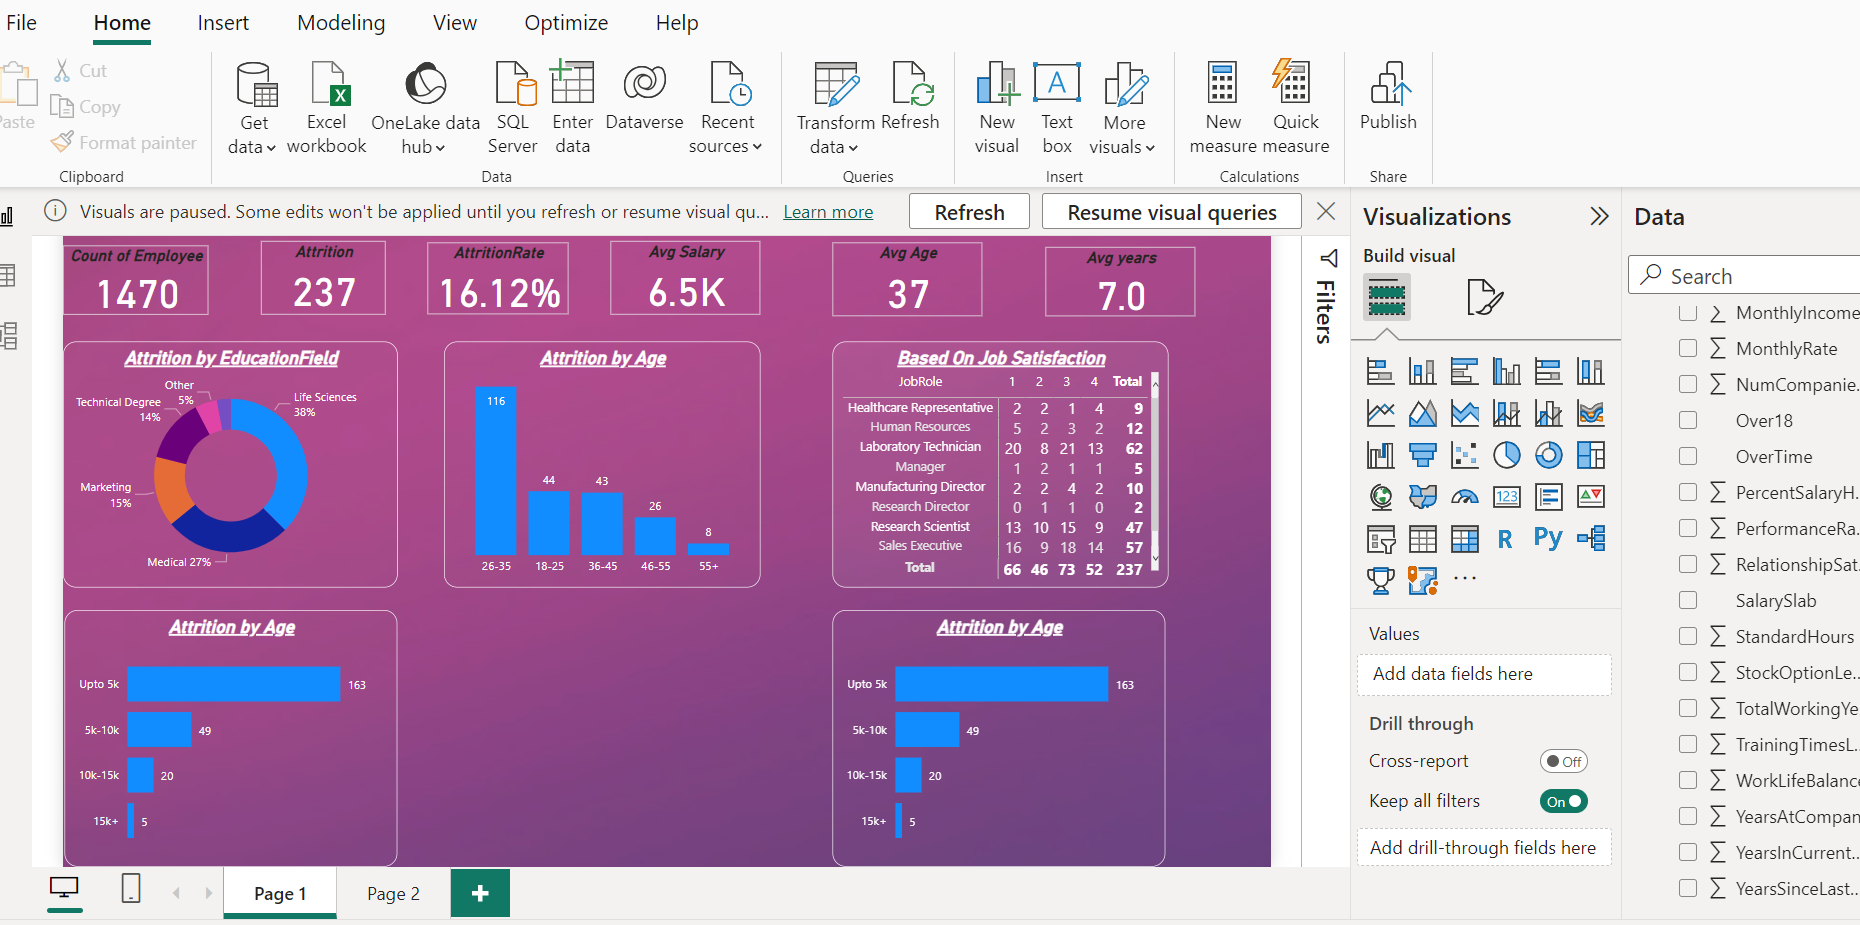 File Home Insert Modeling View Optimize Help
Cut
Copy
Format painter
Clipboard
Get data
Excel workbook
OneLake data hub
SQL Server
Enter data
Dataverse
Recent sources
Data
Transform data
Refresh
Queries
New visual
Text box
More visuals
Insert
New measure
Quick measure
Calculations
Publish
Share
Visuals are paused. Some edits won't be applied until you refresh or resume visual qu... Learn more Refresh Resume visual queries
Count of Employee
1470
Attrition
237
AttritionRate
16.12%
Avg Salary
6.5K
Avg Age
37
Avg years
7.0
Attrition by EducationField
Other
5%
Life Sciences
38%
Technical Degree
14%
Marketing
15%
Medical 27%
Attrition by Age
116
44
43
26
8
26-35 18-25 36-45 46-55 55+
Based On Job Satisfaction
JobRole 1 2 3 4 Total
Healthcare Representative 2 2 1 4 9
Human Resources 5 2 3 2 12
Laboratory Technician 20 8 21 13 62
Manager 1 2 1 1 5
Manufacturing Director 2 2 4 2 10
Research Director 0 1 1 0 2
Research Scientist 13 10 15 9 47
Sales Executive 16 9 18 14 57
Total 66 46 73 52 237
Attrition by Age
Upto 5k 163
5k-10k 49
10k-15k 20
15k+ 5
Attrition by Age
Upto 5k 163
5k-10k 49
10k-15k 20
15k+ 5
Page 1 Page 2 +
Filters
Visualizations
Build visual
123
R Py
...
Values
Add data fields here
Drill through
Cross-report Off
Keep all filters On
Add drill-through fields here
Data
Search
MonthlyIncome
MonthlyRate
NumCompanie...
Over18
OverTime
PercentSalaryH...
PerformanceRa...
RelationshipSat...
SalarySlab
StandardHours
StockOptionLe...
TotalWorkingYe
TrainingTimesL...
WorkLifeBalance
YearsAtCompan
YearsInCurrent...
YearsSinceLast...